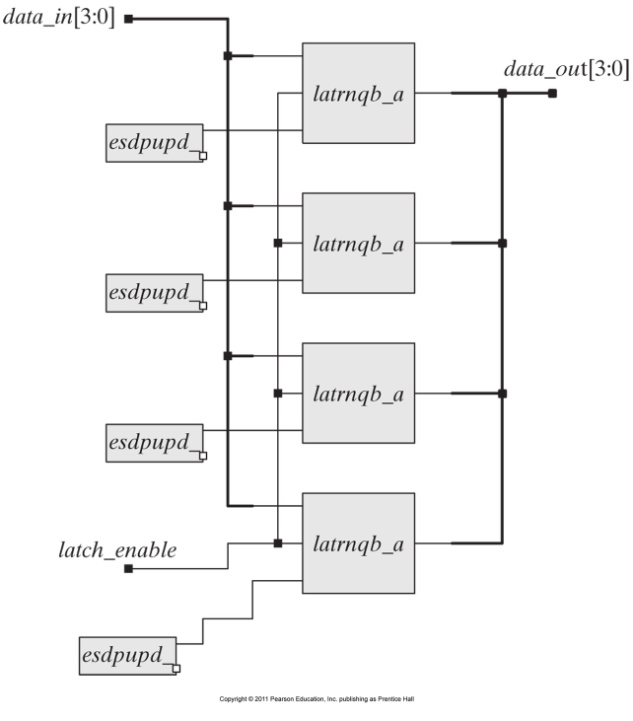 data_in[3:0]
data_out[3:0]
latrnqb_a
esdpupd_
latrnqb_a
esdpupd_
latrnqb_a
esdpupd_
latch_enable
latrnqb_a
esdpupd_
Copyright © 2011 Pearson Education, Inc. publishing as Prentice Hall